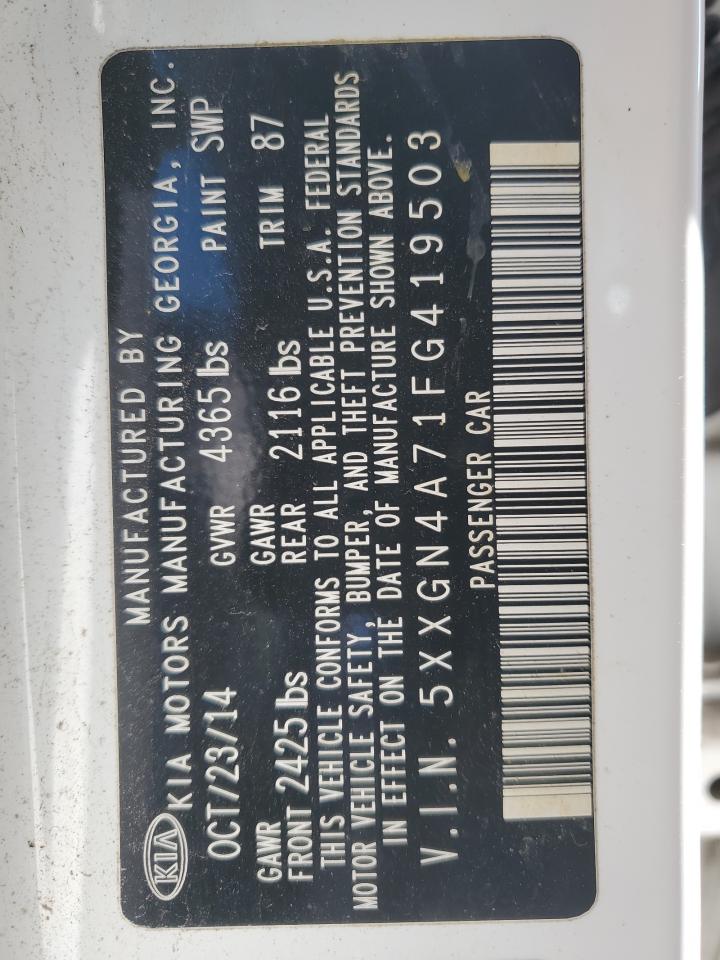 MANUFACTURED BY
KIA KIA MOTORS MANUFACTURING GEORGIA, INC.
OCT/23/14 GVWR 4365 lbs PAINT SWP
GAWR GAWR
FRONT 2425 lbs REAR 2116 lbs TRIM 87
THIS VEHICLE CONFORMS TO ALL APPLICABLE U.S.A. FEDERAL
MOTOR VEHICLE SAFETY, BUMPER, AND THEFT PREVENTION STANDARDS
IN EFFECT ON THE DATE OF MANUFACTURE SHOWN ABOVE.
V.I.N. 5XXGN4A71FG419503
PASSENGER CAR